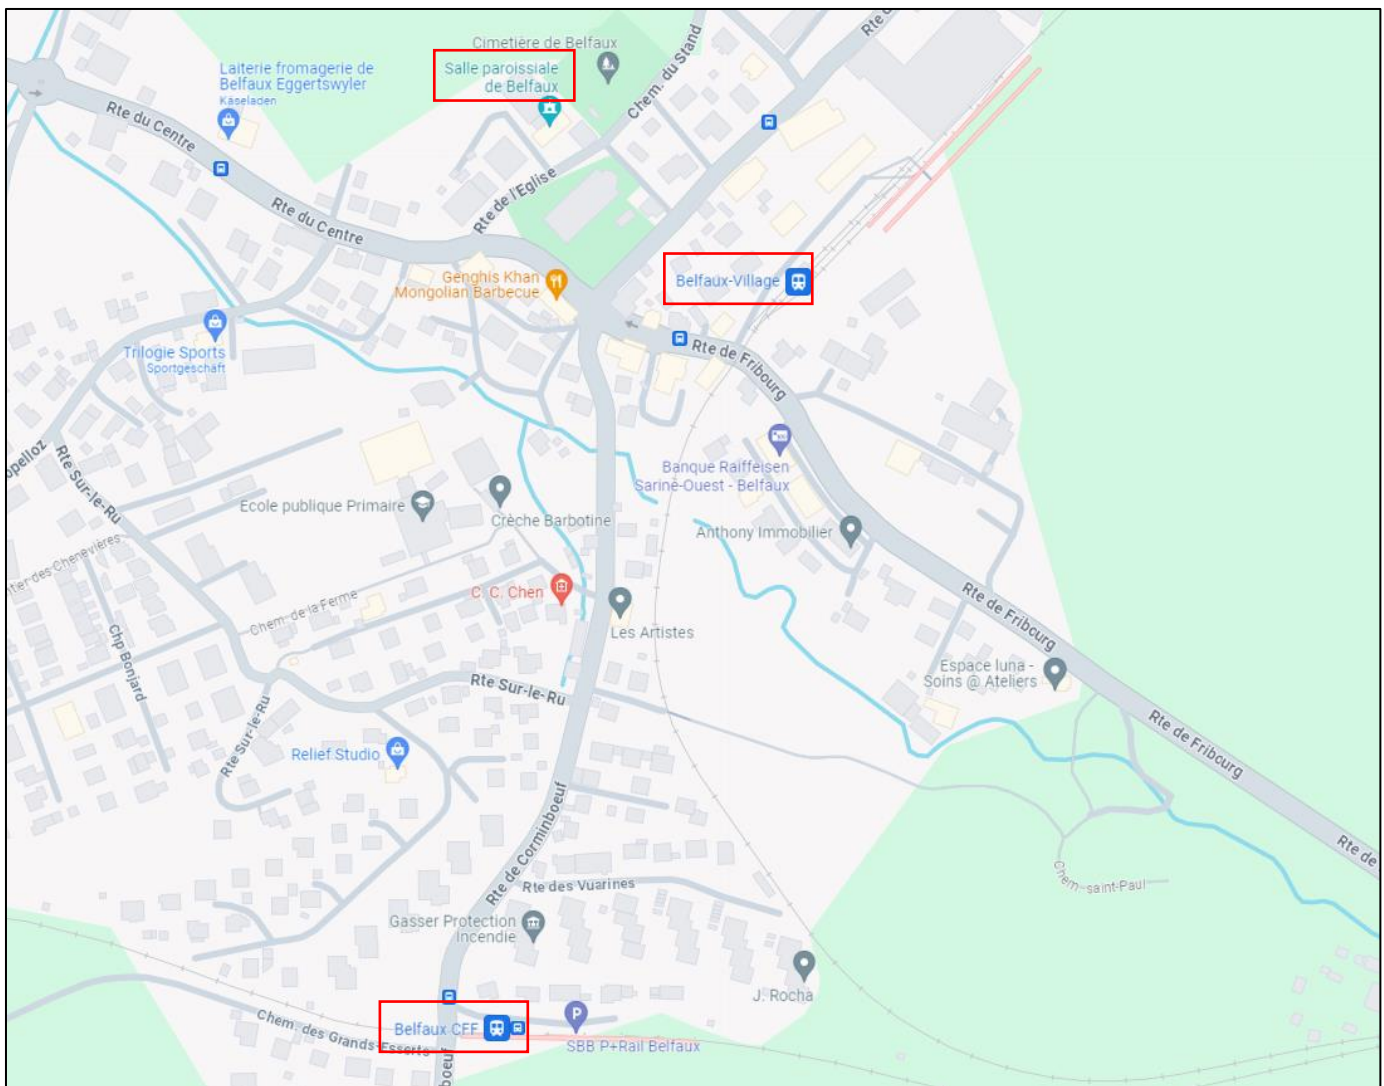 Rte de
Cimetière de Belfaux
Chem. du Stand
Salle paroissiale
de Belfaux
Laiterie fromagerie de
Belfaux Eggertswyler
Käseladen
Rte du Centre
Rte de l'Eglise
Rte du Centre
Genghis Khan
Mongolian Barbecue
Belfaux-Village
Trilogie Sports
Sportgeschäft
Rte de Fribourg
Rte Sur-le-Ru
Banque Raiffeisen
Sarine-Ouest - Belfaux
Ecole publique Primaire
Crèche Barbotine
Anthony Immobilier
C. C. Chen
Chem. de la Ferme
Les Artistes
Rte de Fribourg
Chp Bonjard
Espace luna -
Soins @ Ateliers
Rte Sur-le-Ru
Rte Sur-le-Ru
Rte de Fribourg
Relief Studio
Rte de Corminboeuf
Rte de
Chem. saint-Paul
Rte des Vuarines
Gasser Protection
Incendie
J. Rocha
P
Belfaux CFF
Chem. des Grands-Esserts
SBB P+Rail Belfaux